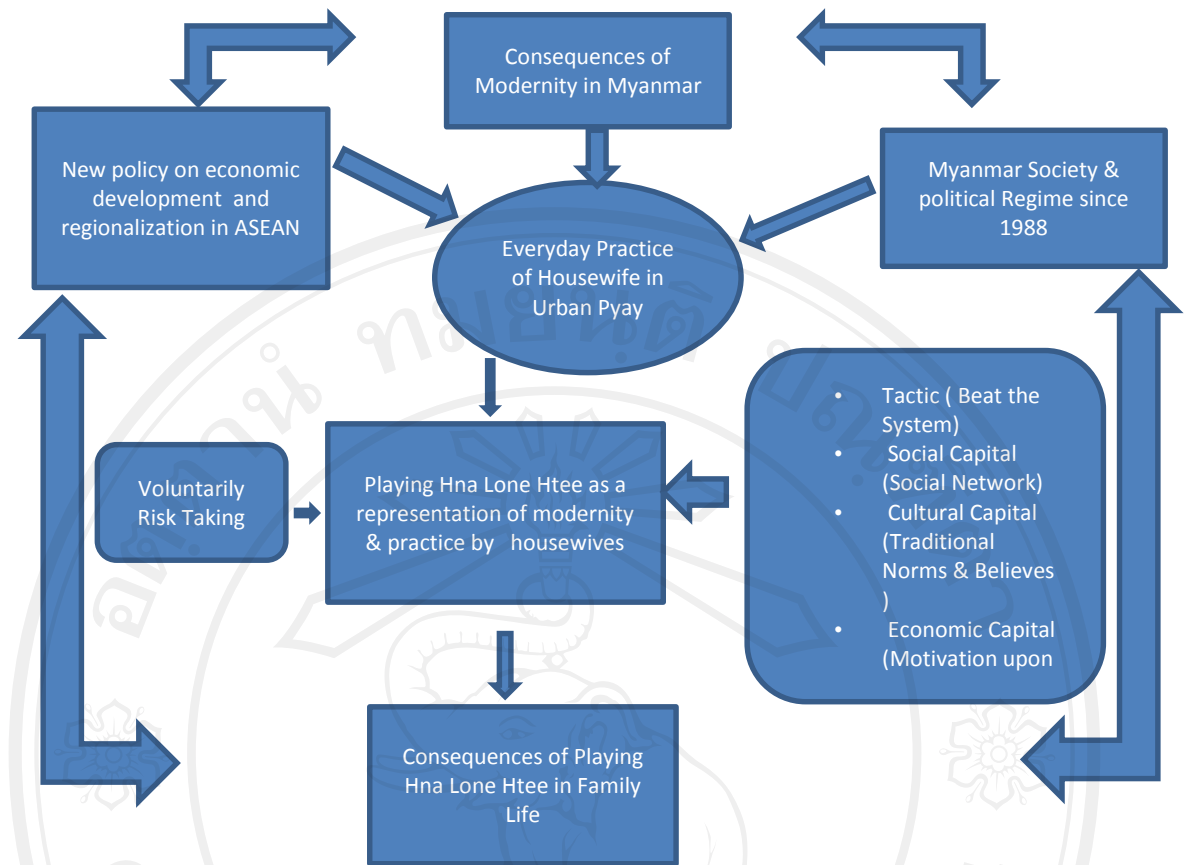 Consequences of
Modernity in Myanmar
New policy on economic
development and
regionalization in ASEAN
Myanmar Society &
political Regime since
1988
Everyday Practice
of Housewife in
Urban Pyay
• Tactic ( Beat the
System)
• Social Capital
(Social Network)
• Cultural Capital
(Traditional
Norms & Believes
)
• Economic Capital
(Motivation upon
Voluntarily
Risk Taking
Playing Hna Lone Htee as a
representation of modernity
& practice by housewives
Consequences of Playing
Hna Lone Htee in Family
Life